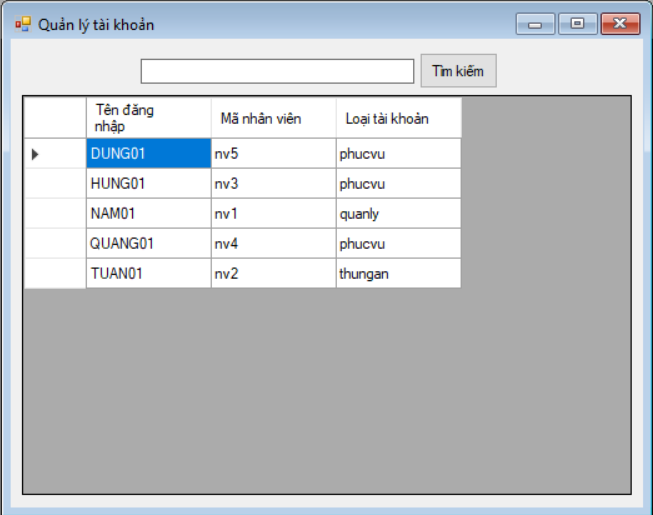 Quản lý tài khoản
Tìm kiếm
Tên đăng nhập Mã nhân viên Loại tài khoản
DUNG01 nv5 phucvu
HUNG01 nv3 phucvu
NAM01 nv1 quanly
QUANG01 nv4 phucvu
TUAN01 nv2 thungan